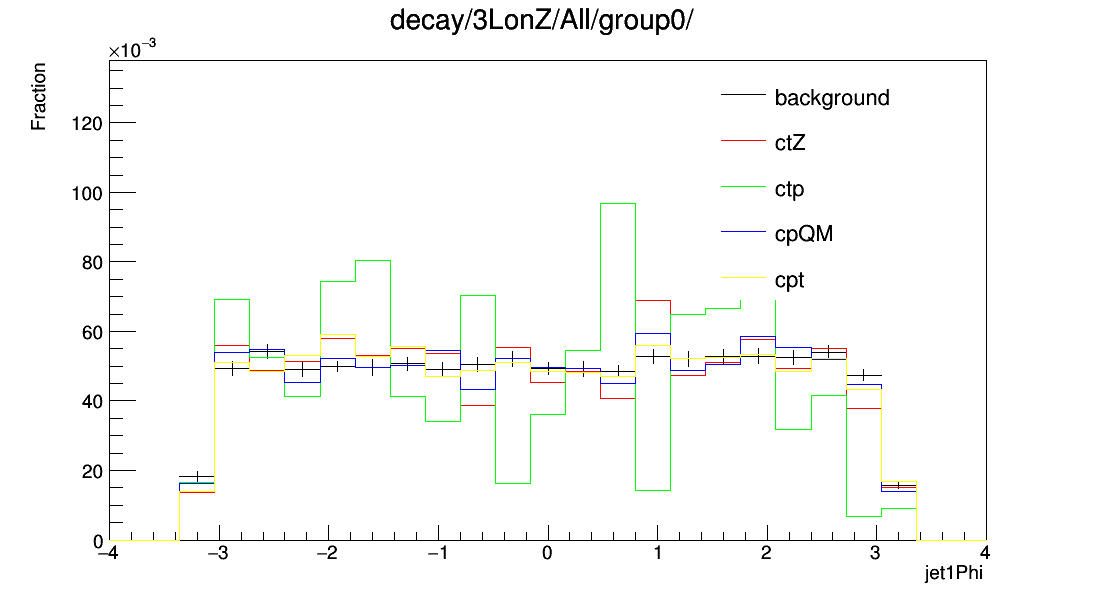 decay/3LonZ/All/group0/
×10⁻³
Fraction
background
ctZ
ctp
cpQM
cpt
120
100
80
60
40
20
0
−4 −3 −2 −1 0 1 2 3 4
jet1Phi